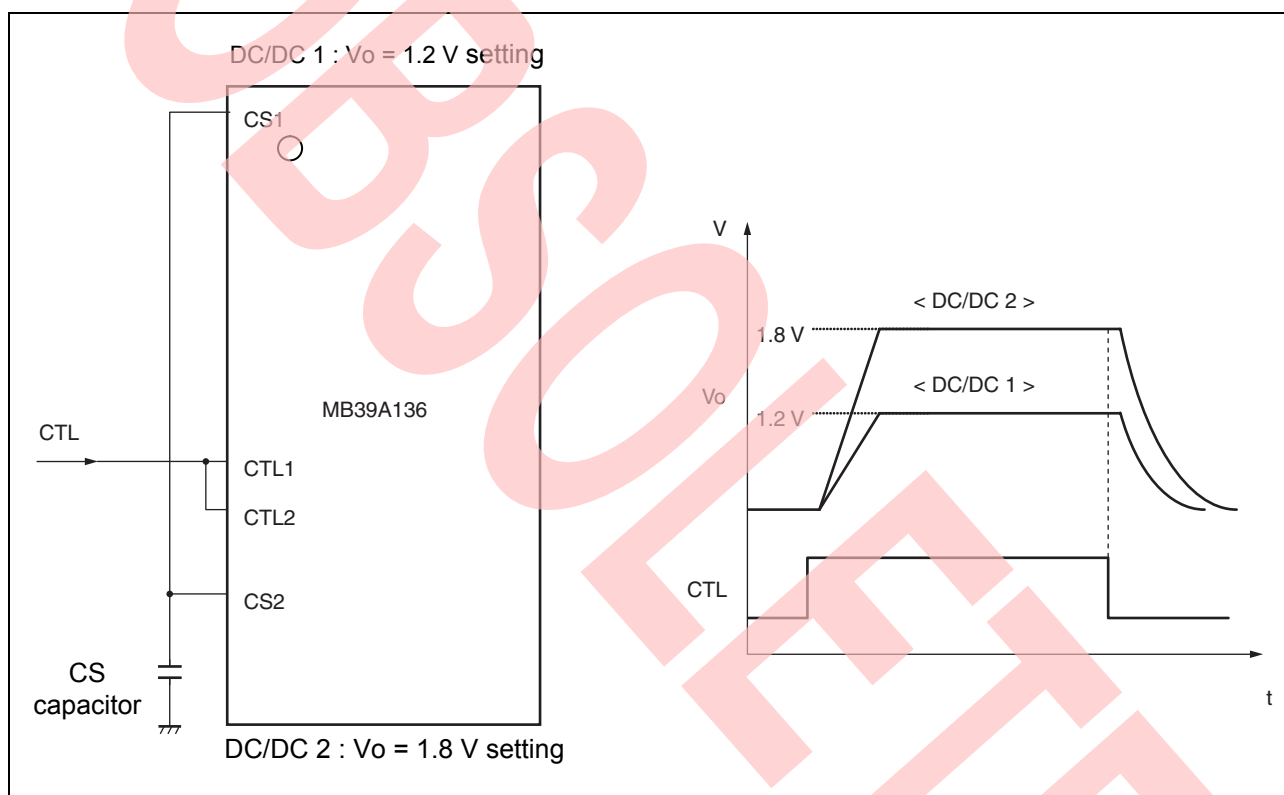 DC/DC 1 : Vo = 1.2 V setting
CS1
MB39A136
CTL
CTL1
CTL2
CS2
CS
capacitor
DC/DC 2 : Vo = 1.8 V setting
V
< DC/DC 2 >
1.8 V
Vo
< DC/DC 1 >
1.2 V
CTL
t
OBSOLETE